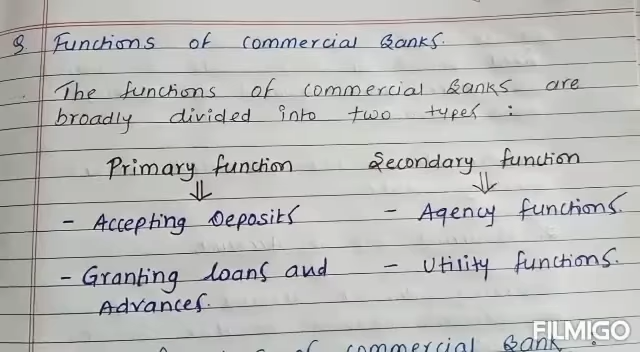 Q Functions of commercial Banks.
The functions of commercial Banks are
broadly divided into two types :
Primary function Secondary function
⇓ ⇓
- Accepting Deposits - Agency functions.
- Granting loans and - Utility functions.
Advances.
of commercial Bank :
FILMIGO